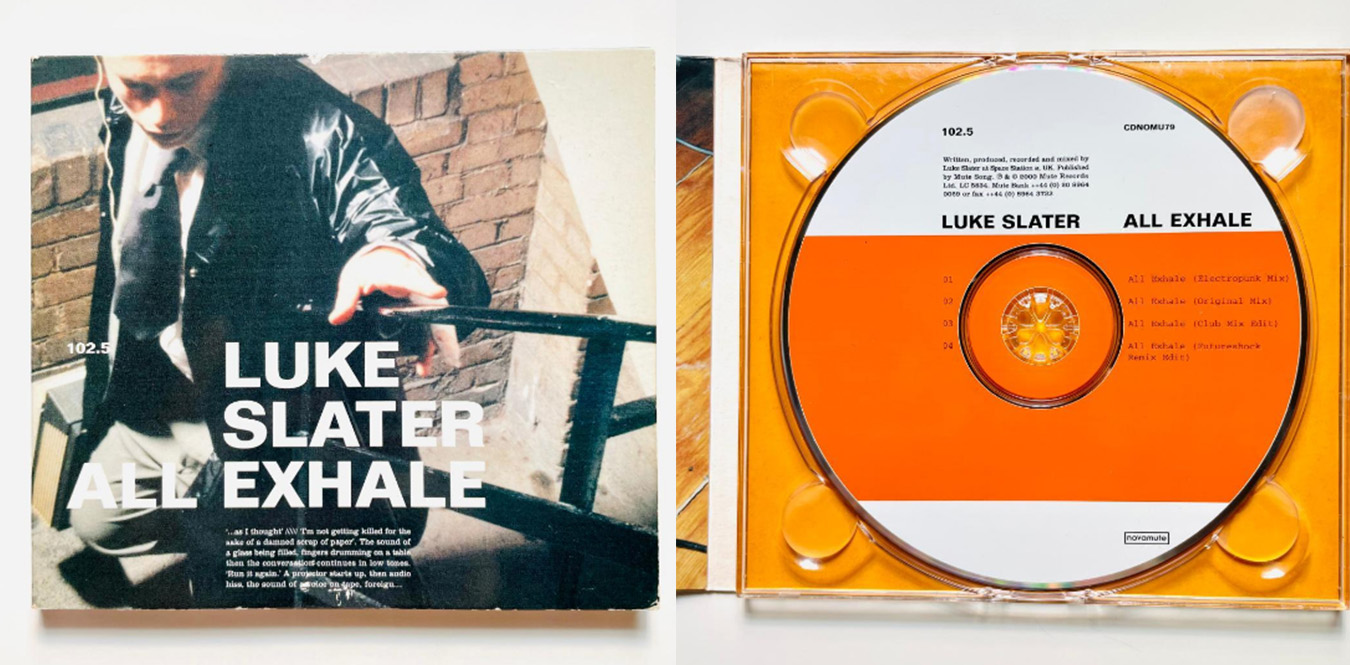 102.5
LUKE
SLATER
ALL EXHALE
'...as I thought' /\\/ 'I'm not getting killed for the
sake of a damned scrap of paper'. The sound of
a glass being filled, fingers drumming on a table
then the conversation continues in low tones.
'Run it again.' A projector starts up, then audio
hiss, the sound of a voice on tape, foreign...
102.5
CDNOMU79
Written, produced, recorded and mixed by
Luke Slater at Space Station ø, UK. Published
by Mute Song. ℗ & © 2000 Mute Records
Ltd. LC 5834. Mute Bank ++44 (0) 20 8964
0029 or fax ++44 (0) 8964 3722
LUKE SLATER ALL EXHALE
01 All Exhale (Electropunk Mix)
02 All Exhale (Original Mix)
03 All Exhale (Club Mix Edit)
04 All Exhale (Futureshock
Remix Edit)
novamute